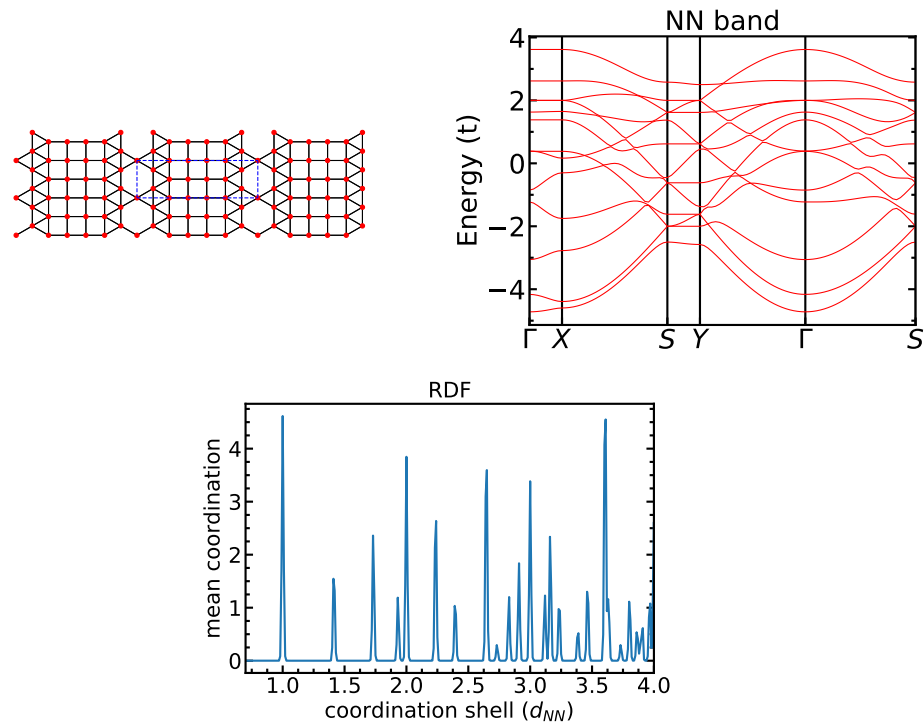 NN band
Energy (t)
4
2
0
−2
−4
Γ X S Y Γ S
RDF
mean coordination
4
3
2
1
0
1.0 1.5 2.0 2.5 3.0 3.5 4.0
coordination shell (d_NN)